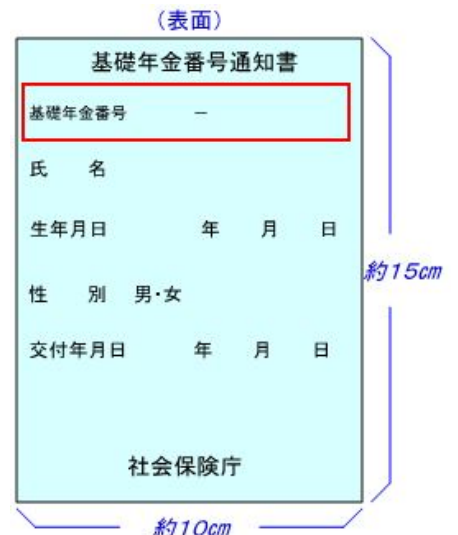 （表面）
基礎年金番号通知書
基礎年金番号　　　－
氏　　名
生年月日　　　年　　月　　日
性　　別　男・女
交付年月日　　　年　　月　　日
約15㎝
社会保険庁
約10㎝